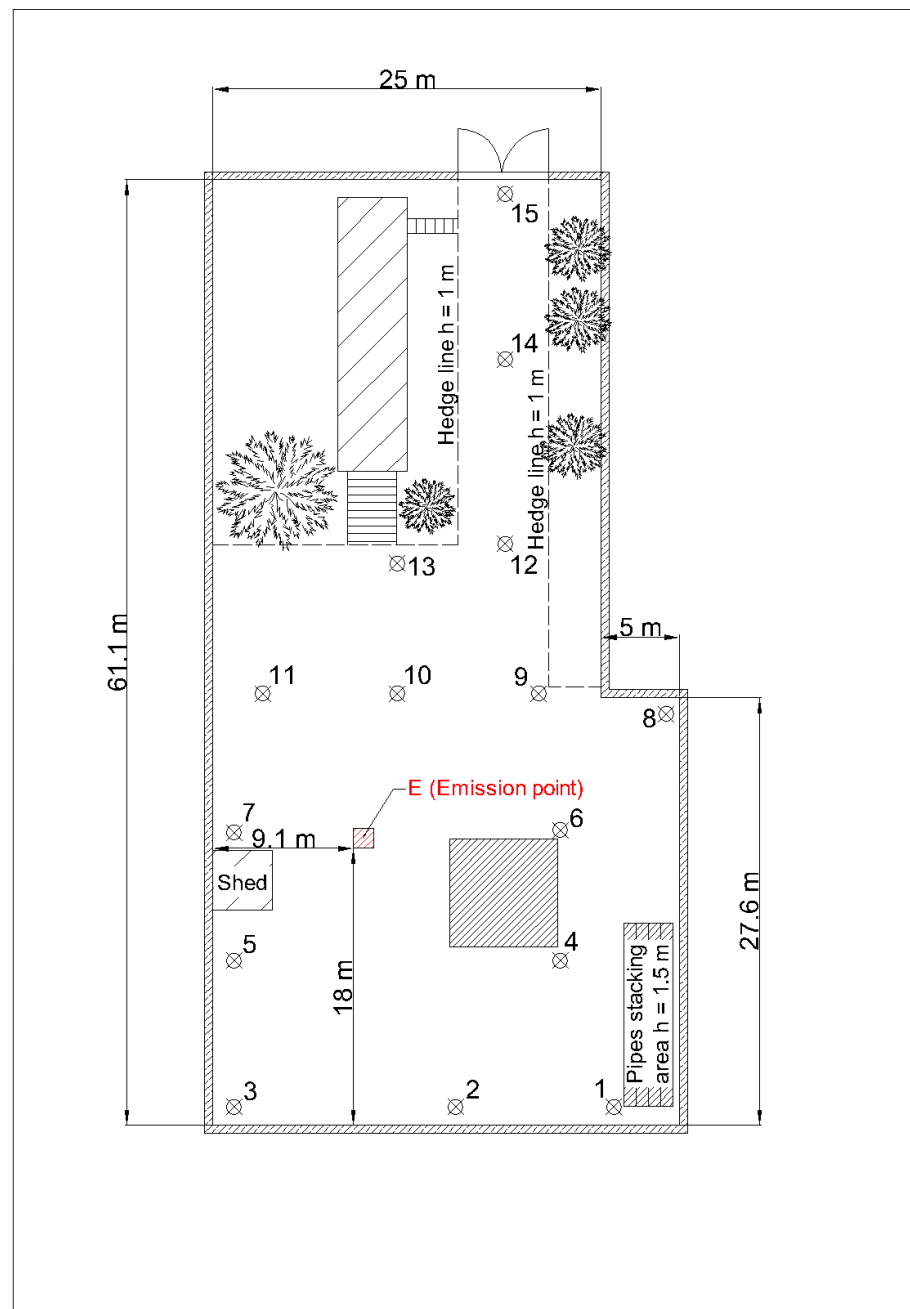 25 m
15
Hedge line h = 1 m
14
Hedge line h = 1 m
12
13
5 m
61.1 m
11
10
9
8
E (Emission point)
7
6
9.1 m
Shed
27.6 m
5
4
18 m
Pipes stacking
area h = 1.5 m
3
2
1